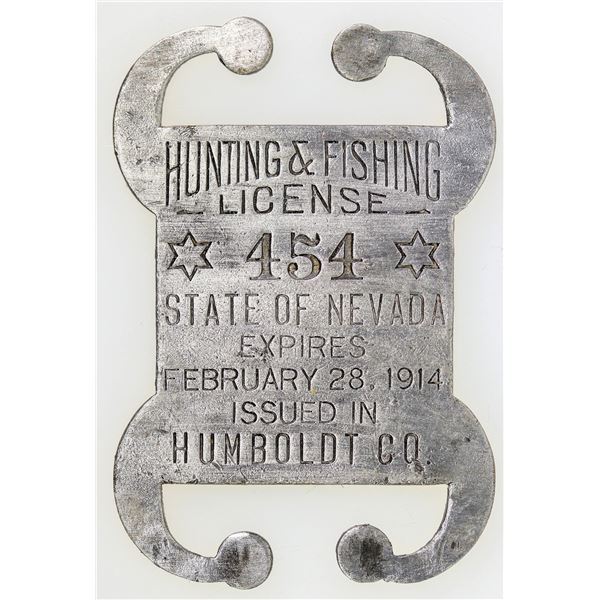 HUNTING & FISHING
LICENSE
454
STATE OF NEVADA
EXPIRES
FEBRUARY 28, 1914
ISSUED IN
HUMBOLDT CO.